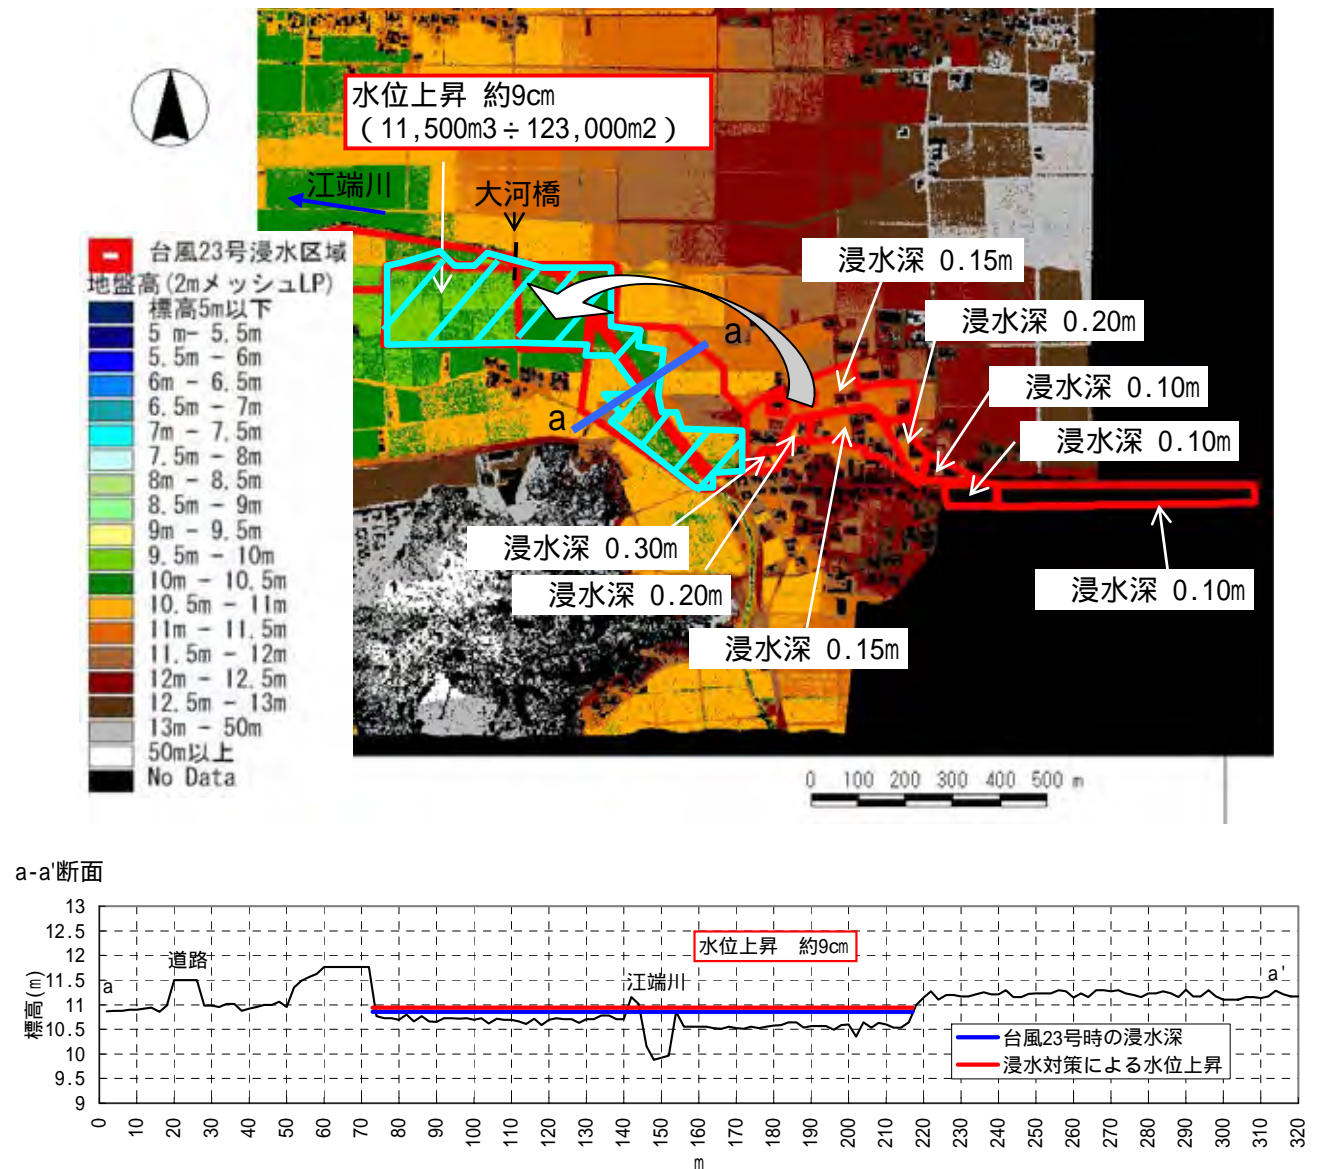 水位上昇 約9cm
（11,500m3÷123,000m2）
江端川
大河橋
台風23号浸水区域
地盤高(2mメッシュLP)
標高5m以下
5 m- 5.5m
5.5m - 6m
6m - 6.5m
6.5m - 7m
7m - 7.5m
7.5m - 8m
8m - 8.5m
8.5m - 9m
9m - 9.5m
9.5m - 10m
10m - 10.5m
10.5m - 11m
11m - 11.5m
11.5m - 12m
12m - 12.5m
12.5m - 13m
13m - 50m
50m以上
No Data
浸水深 0.15m
浸水深 0.20m
浸水深 0.10m
浸水深 0.10m
a
a
浸水深 0.30m
浸水深 0.20m
浸水深 0.10m
浸水深 0.15m
0 100 200 300 400 500 m
a-a'断面
標高(m)
13
12.5
12
11.5
11
10.5
10
9.5
9
水位上昇 約9cm
道路
江端川
a
a'
台風23号時の浸水深
浸水対策による水位上昇
0 10 20 30 40 50 60 70 80 90 100 110 120 130 140 150 160 170 180 190 200 210 220 230 240 250 260 270 280 290 300 310 320
m